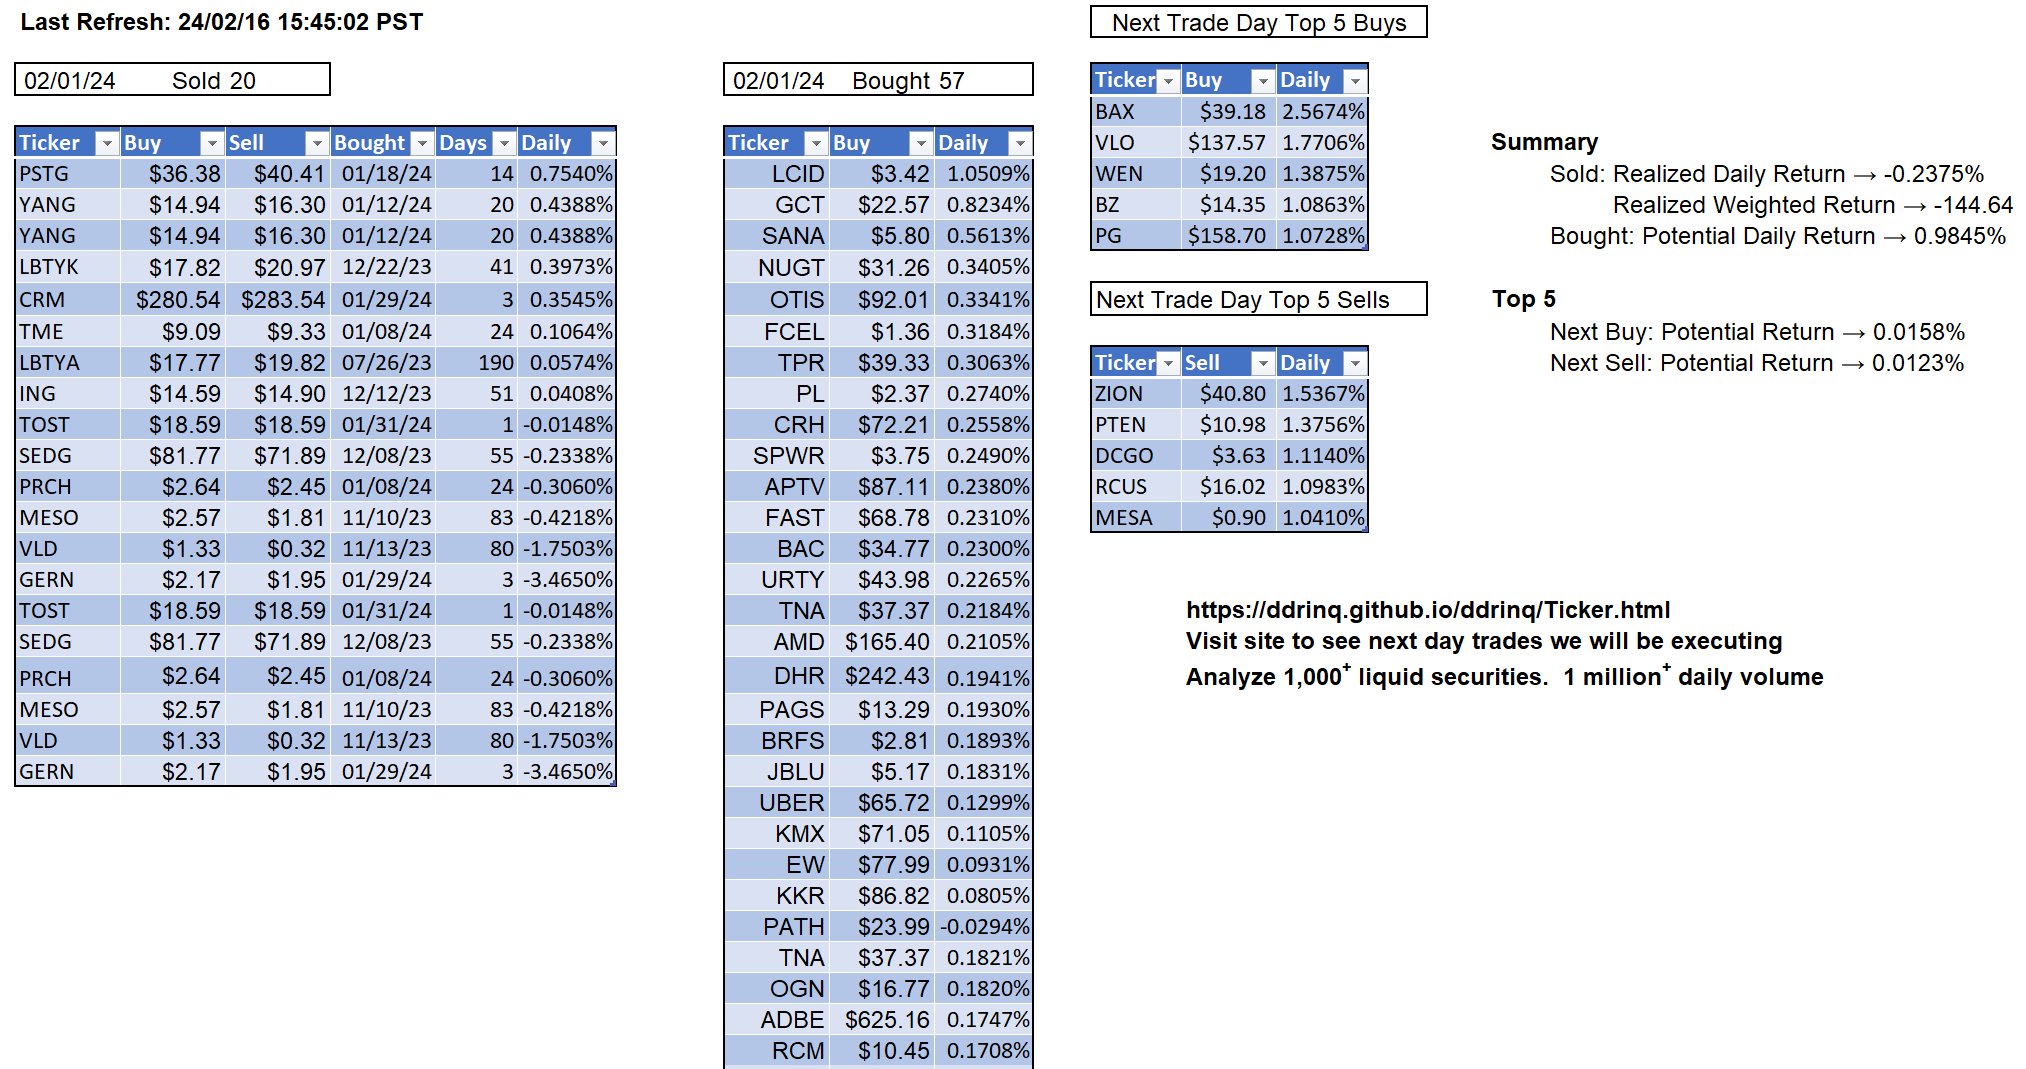 Last Refresh: 24/02/16 15:45:02 PST
02/01/24 Sold 20
Ticker Buy Sell Bought Days Daily
PSTG $36.38 $40.41 01/18/24 14 0.7540%
YANG $14.94 $16.30 01/12/24 20 0.4388%
YANG $14.94 $16.30 01/12/24 20 0.4388%
LBTYK $17.82 $20.97 12/22/23 41 0.3973%
CRM $280.54 $283.54 01/29/24 3 0.3545%
TME $9.09 $9.33 01/08/24 24 0.1064%
LBTYA $17.77 $19.82 07/26/23 190 0.0574%
ING $14.59 $14.90 12/12/23 51 0.0408%
TOST $18.59 $18.59 01/31/24 1 -0.0148%
SEDG $81.77 $71.89 12/08/23 55 -0.2338%
PRCH $2.64 $2.45 01/08/24 24 -0.3060%
MESO $2.57 $1.81 11/10/23 83 -0.4218%
VLD $1.33 $0.32 11/13/23 80 -1.7503%
GERN $2.17 $1.95 01/29/24 3 -3.4650%
TOST $18.59 $18.59 01/31/24 1 -0.0148%
SEDG $81.77 $71.89 12/08/23 55 -0.2338%
PRCH $2.64 $2.45 01/08/24 24 -0.3060%
MESO $2.57 $1.81 11/10/23 83 -0.4218%
VLD $1.33 $0.32 11/13/23 80 -1.7503%
GERN $2.17 $1.95 01/29/24 3 -3.4650%
02/01/24 Bought 57
Ticker Buy Daily
LCID $3.42 1.0509%
GCT $22.57 0.8234%
SANA $5.80 0.5613%
NUGT $31.26 0.3405%
OTIS $92.01 0.3341%
FCEL $1.36 0.3184%
TPR $39.33 0.3063%
PL $2.37 0.2740%
CRH $72.21 0.2558%
SPWR $3.75 0.2490%
APTV $87.11 0.2380%
FAST $68.78 0.2310%
BAC $34.77 0.2300%
URTY $43.98 0.2265%
TNA $37.37 0.2184%
AMD $165.40 0.2105%
DHR $242.43 0.1941%
PAGS $13.29 0.1930%
BRFS $2.81 0.1893%
JBLU $5.17 0.1831%
UBER $65.72 0.1299%
KMX $71.05 0.1105%
EW $77.99 0.0931%
KKR $86.82 0.0805%
PATH $23.99 -0.0294%
TNA $37.37 0.1821%
OGN $16.77 0.1820%
ADBE $625.16 0.1747%
RCM $10.45 0.1708%
Next Trade Day Top 5 Buys
Ticker Buy Daily
BAX $39.18 2.5674%
VLO $137.57 1.7706%
WEN $19.20 1.3875%
BZ $14.35 1.0863%
PG $158.70 1.0728%
Next Trade Day Top 5 Sells
Ticker Sell Daily
ZION $40.80 1.5367%
PTEN $10.98 1.3756%
DCGO $3.63 1.1140%
RCUS $16.02 1.0983%
MESA $0.90 1.0410%
Summary
Sold: Realized Daily Return → -0.2375%
Realized Weighted Return → -144.64
Bought: Potential Daily Return → 0.9845%
Top 5
Next Buy: Potential Return → 0.0158%
Next Sell: Potential Return → 0.0123%
https://ddrinq.github.io/ddrinq/Ticker.html
Visit site to see next day trades we will be executing
Analyze 1,000+ liquid securities. 1 million+ daily volume